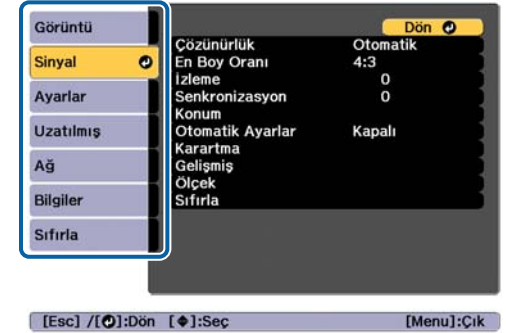 Görüntü
Sinyal
Ayarlar
Uzatılmış
Ağ
Bilgiler
Sıfırla
Dön
Çözünürlük Otomatik
En Boy Oranı 4:3
İzleme 0
Senkronizasyon 0
Konum
Otomatik Ayarlar Kapalı
Karartma
Gelişmiş
Ölçek
Sıfırla
[Esc] /[]:Dön [◆]:Seç [Menu]:Çık